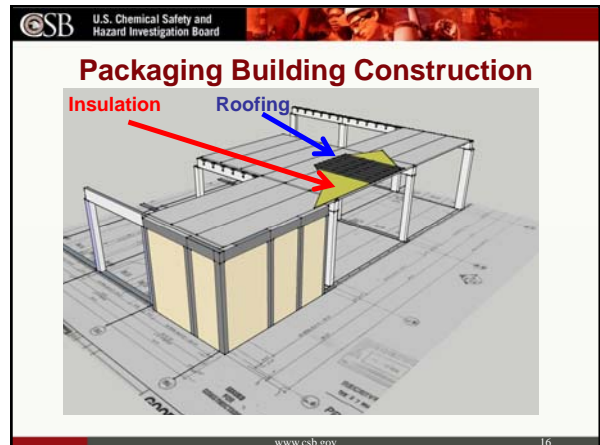 CSB U.S. Chemical Safety and
Hazard Investigation Board
Packaging Building Construction
Insulation Roofing
www.csb.gov 16